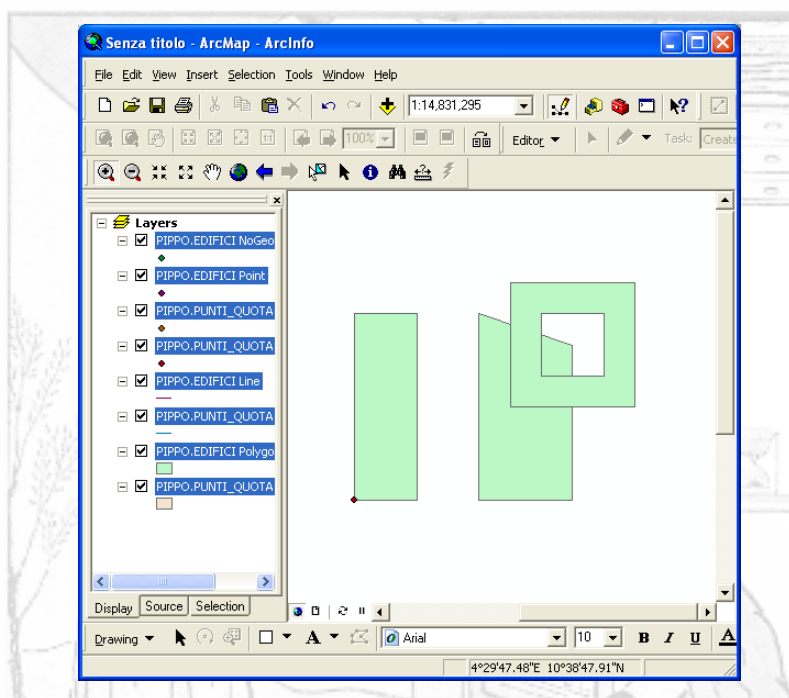 Senza titolo - ArcMap - ArcInfo
File Edit View Insert Selection Tools Window Help
1:14,831,295
100% Editor Task: Create
Layers
PIPPO.EDIFICI NoGeo
PIPPO.EDIFICI Point
PIPPO.PUNTI_QUOTA
PIPPO.PUNTI_QUOTA
PIPPO.EDIFICI Line
PIPPO.PUNTI_QUOTA
PIPPO.EDIFICI Polygo
PIPPO.PUNTI_QUOTA
Display Source Selection
Drawing A Arial 10 B I U A
4°29'47.48"E 10°38'47.91"N